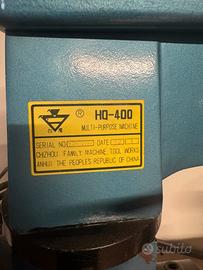 ® HQ-400
MULTI-PURPOSE MACHINE
SERIAL NO DATE
CHIZHOU FAMILY MACHINE TOOL WORKS
ANHUI THE PEOPLES REPUBLIC OF CHINA
subito